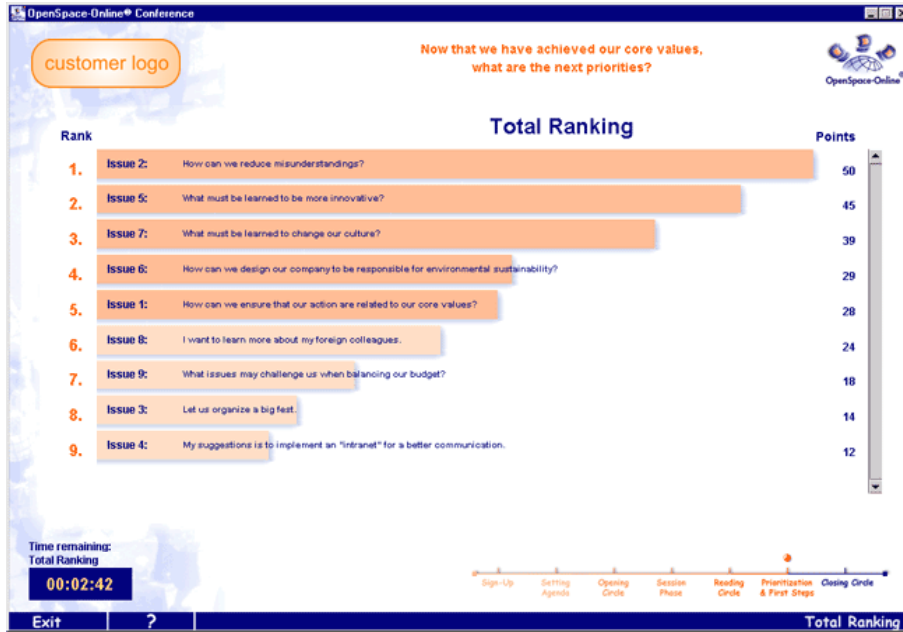 OpenSpace-Online® Conference
customer logo
Now that we have achieved our core values,
what are the next priorities?
OpenSpace-Online®
Total Ranking
Rank
Points
1. Issue 2: How can we reduce misunderstandings? 50
2. Issue 5: What must be learned to be more innovative? 45
3. Issue 7: What must be learned to change our culture? 39
4. Issue 6: How can we design our company to be responsible for environmental sustainability? 29
5. Issue 1: How can we ensure that our action are related to our core values? 28
6. Issue 8: I want to learn more about my foreign colleagues. 24
7. Issue 9: What issues may challenge us when balancing our budget? 18
8. Issue 3: Let us organize a big fest. 14
9. Issue 4: My suggestions is to implement an "intranet" for a better communication. 12
Time remaining:
Total Ranking
00:02:42
Sign-Up
Setting
Agenda
Opening
Circle
Session
Phase
Reading
Circle
Prioritization
& First Steps
Closing Circle
Exit
?
Total Ranking